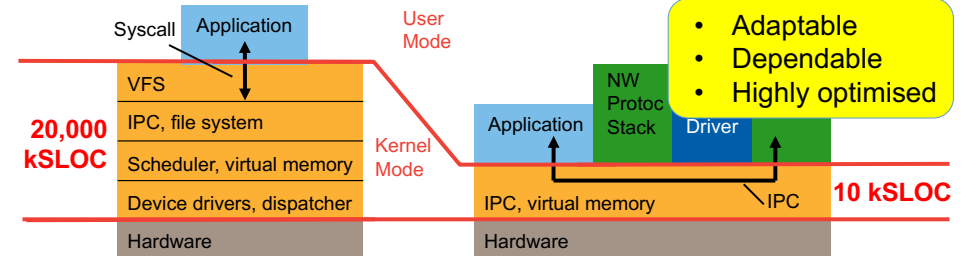 Syscall
Application
VFS
IPC, file system
Scheduler, virtual memory
Device drivers, dispatcher
Hardware
20,000
kSLOC
User
Mode
Kernel
Mode
Application
NW
Protoc
Stack
Driver
IPC, virtual memory
IPC
Hardware
10 kSLOC
• Adaptable
• Dependable
• Highly optimised